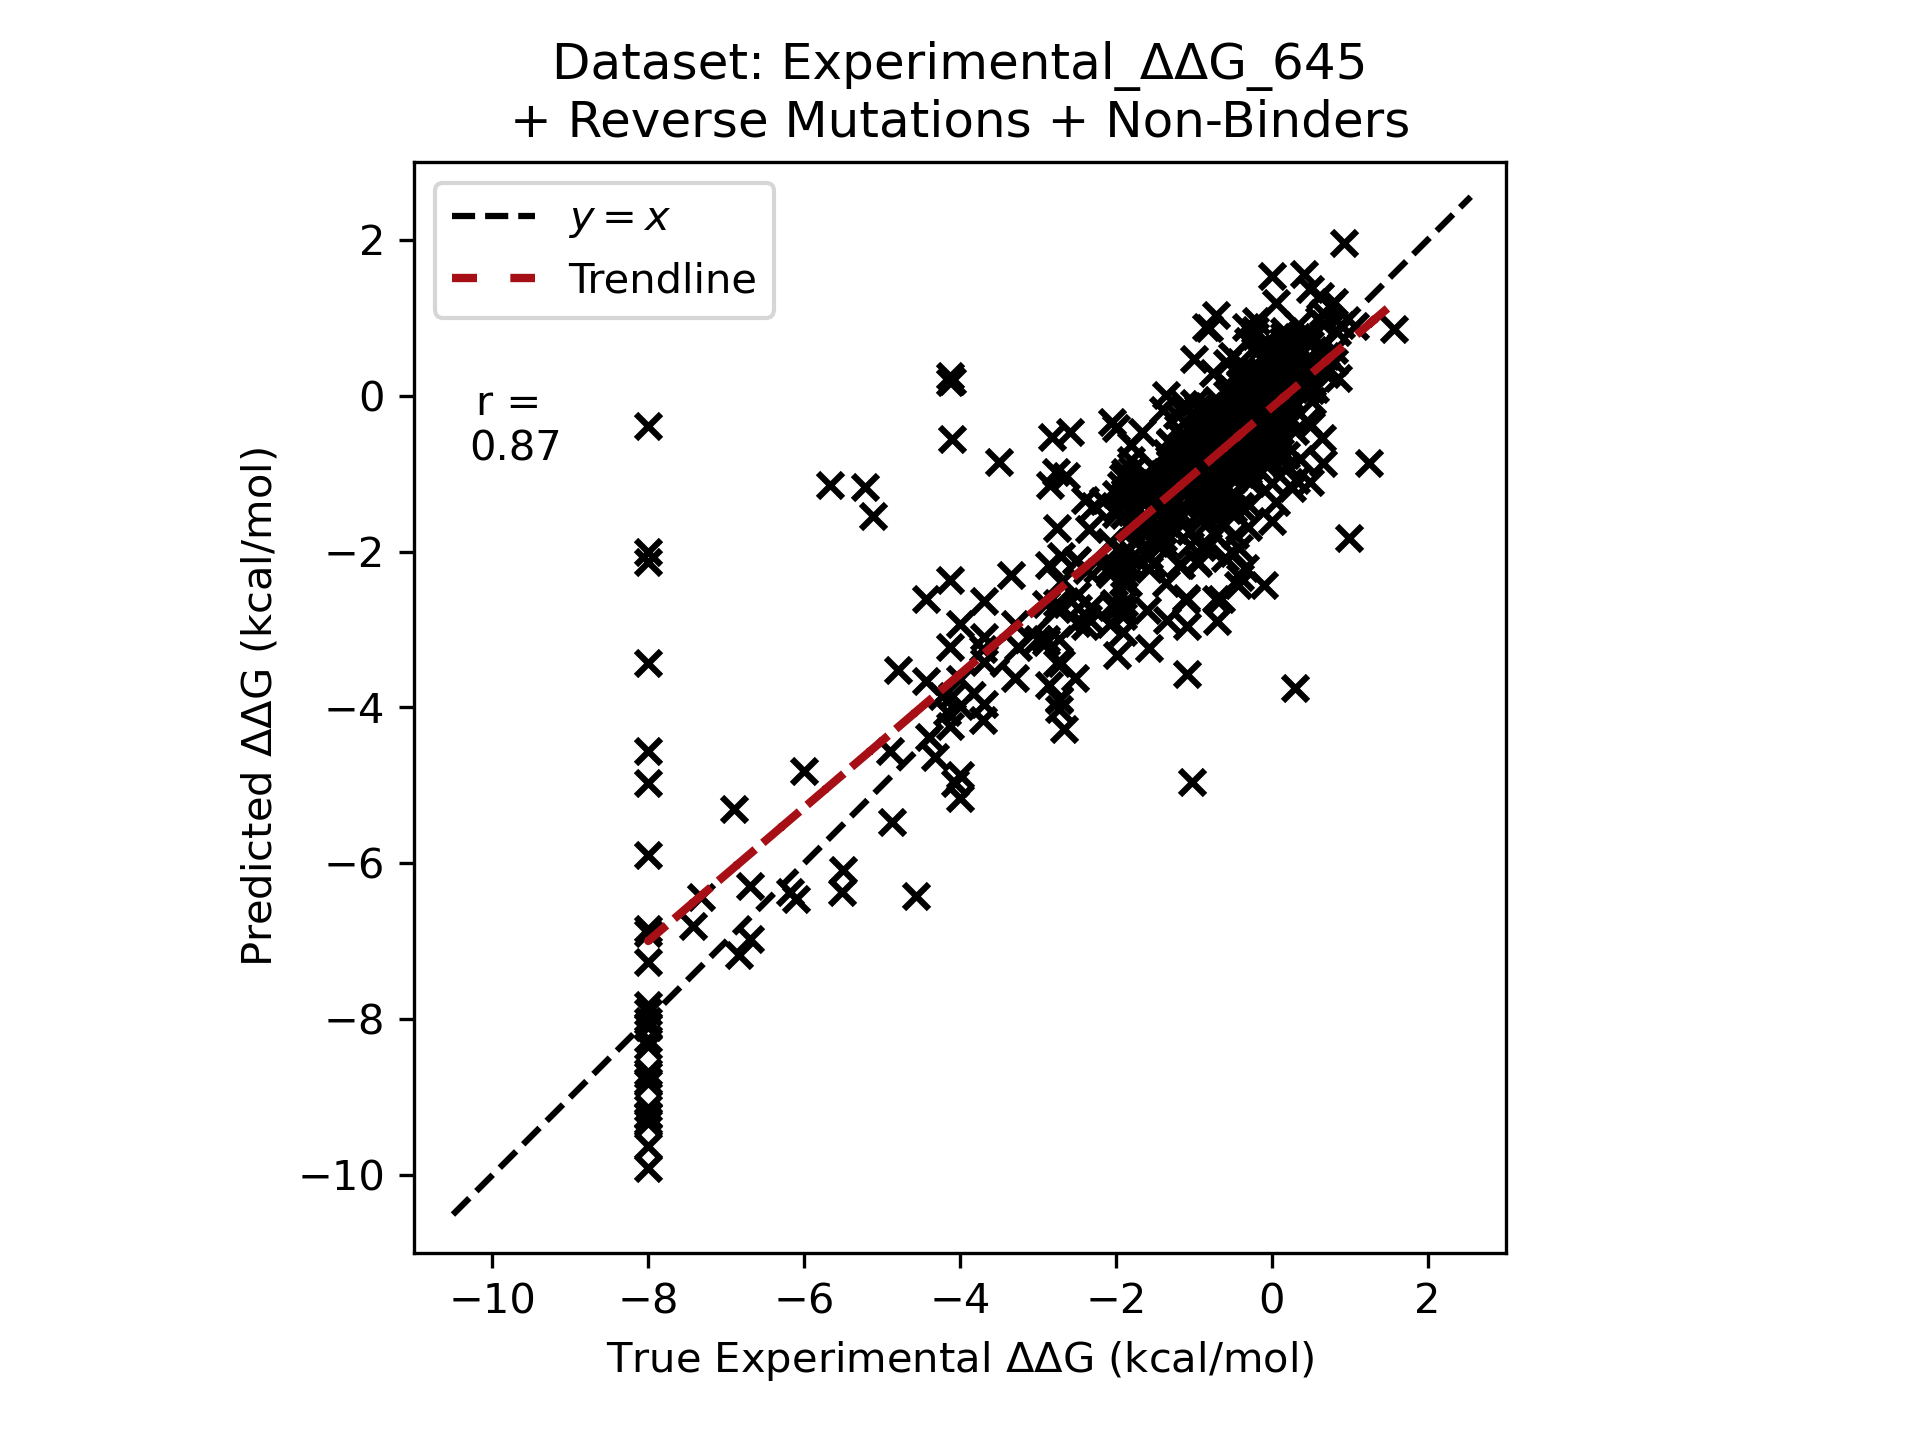 Dataset: Experimental_ΔΔG_645
+ Reverse Mutations + Non-Binders
y = x
Trendline
r =
0.87
2
0
−2
−4
−6
−8
−10
Predicted ΔΔG (kcal/mol)
−10 −8 −6 −4 −2 0 2
True Experimental ΔΔG (kcal/mol)